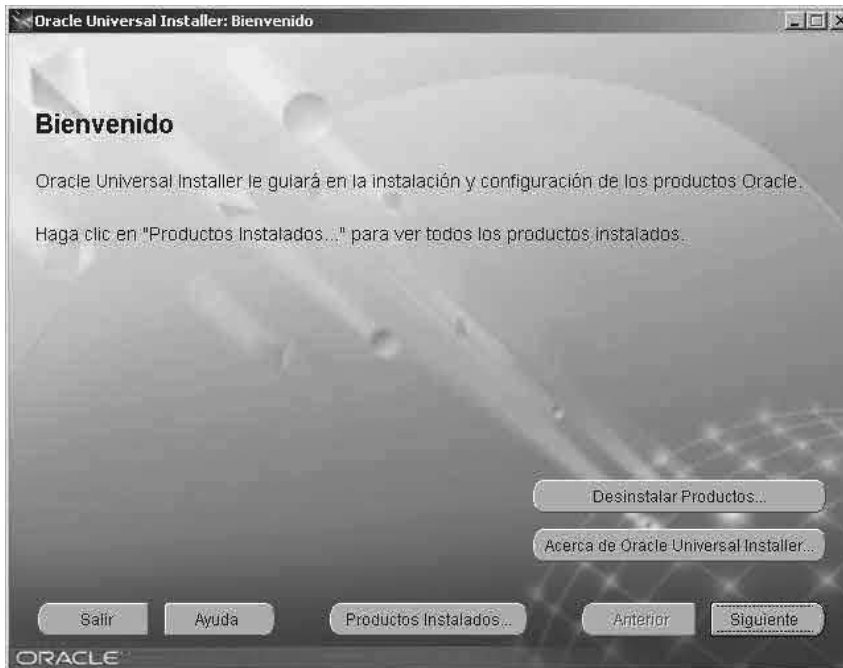 Oracle Universal Installer: Bienvenido
Bienvenido
Oracle Universal Installer le guiará en la instalación y configuración de los productos Oracle.
Haga clic en "Productos Instalados..." para ver todos los productos instalados.
Desinstalar Productos...
Acerca de Oracle Universal Installer...
Salir
Ayuda
Productos Instalados...
Anterior
Siguiente
ORACLE